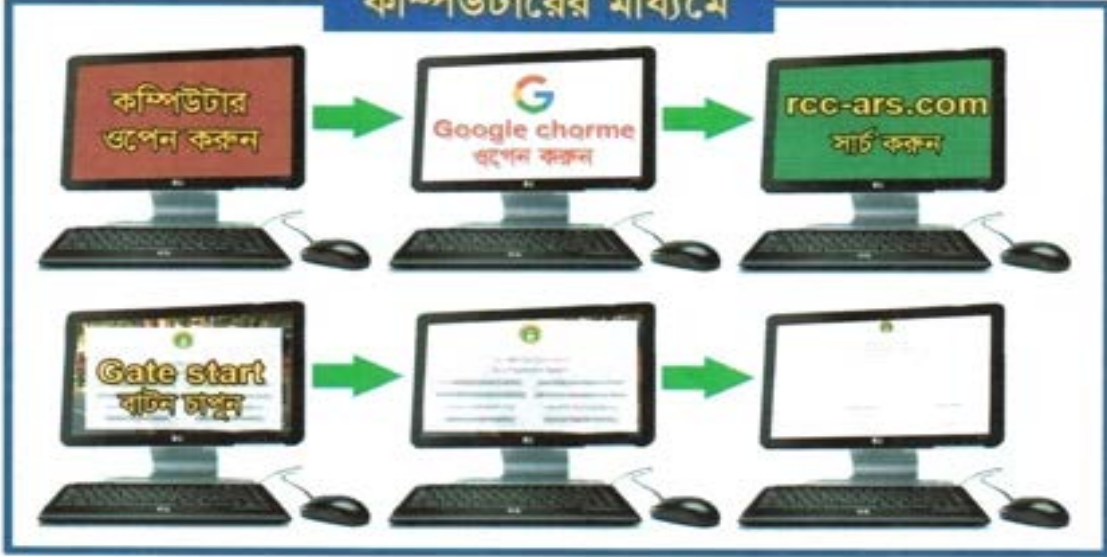 কম্পিউটারের মাধ্যমে
কম্পিউটার
ওপেন করুন
Google chorme
ওপেন করুন
rcc-ars.com
সার্চ করুন
Gate start
বাটন চাপুন